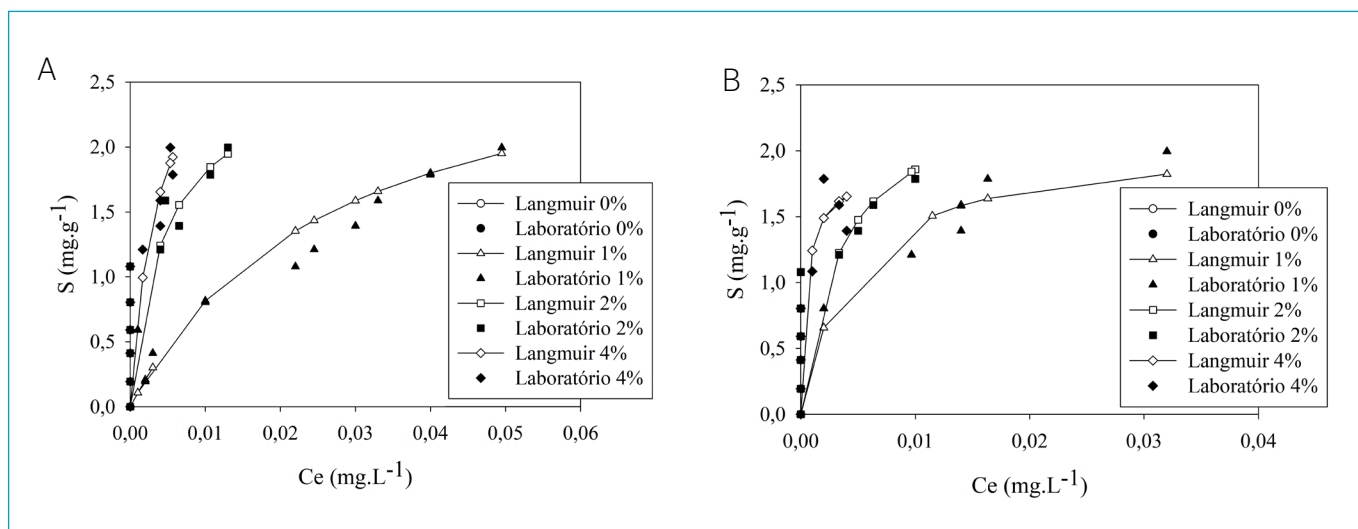 A
2,5
2,0
1,5
1,0
0,5
0,0
S (mg.g-1)
0,00 0,01 0,02 0,03 0,04 0,05 0,06
Ce (mg.L-1)
Langmuir 0%
Laboratório 0%
Langmuir 1%
Laboratório 1%
Langmuir 2%
Laboratório 2%
Langmuir 4%
Laboratório 4%
B
2,5
2,0
1,5
1,0
0,5
0,0
S (mg.g-1)
0,00 0,01 0,02 0,03 0,04
Ce (mg.L-1)
Langmuir 0%
Laboratório 0%
Langmuir 1%
Laboratório 1%
Langmuir 2%
Laboratório 2%
Langmuir 4%
Laboratório 4%